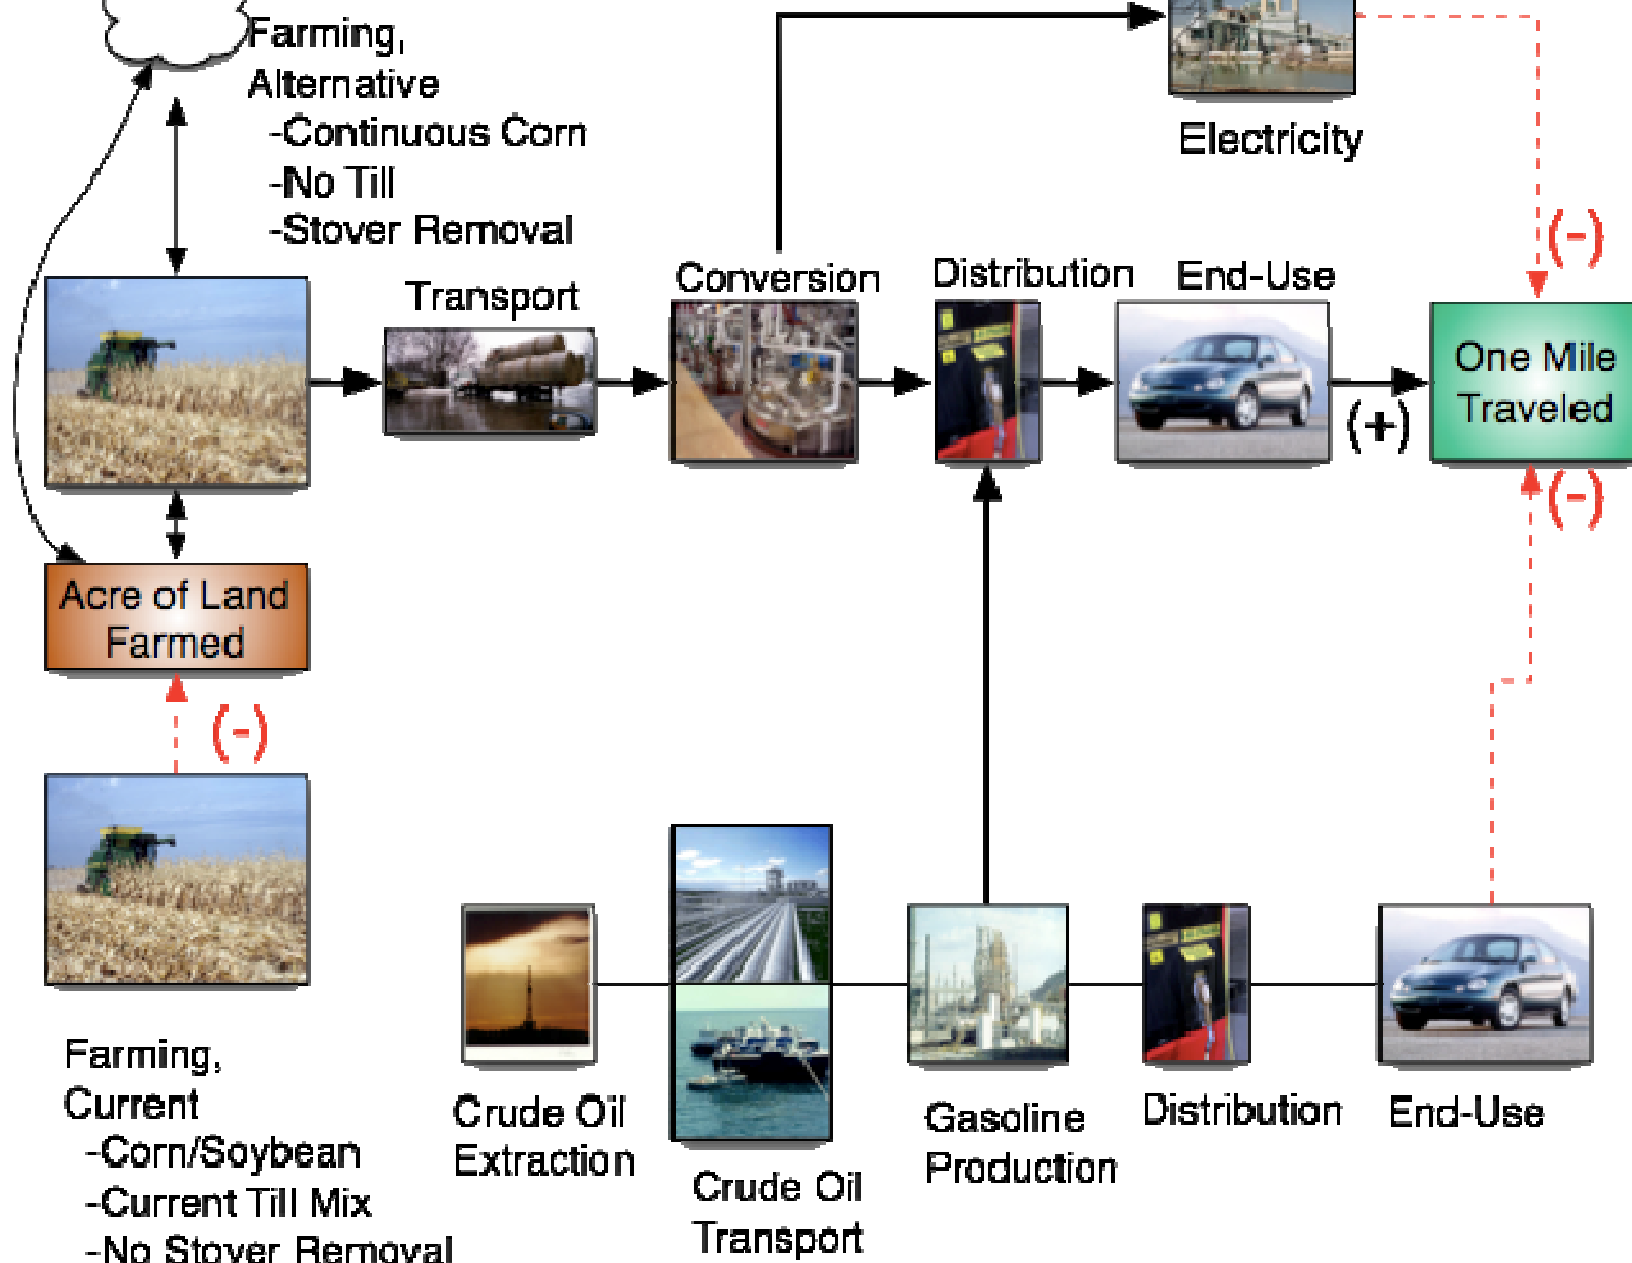 Farming,
Alternative
-Continuous Corn
-No Till
-Stover Removal
Electricity
(-)
Transport
Conversion
Distribution
End-Use
(+)
One Mile
Traveled
(-)
Acre of Land
Farmed
(-)
Farming,
Current
-Corn/Soybean
-Current Till Mix
-No Stover Removal
Crude Oil
Extraction
Crude Oil
Transport
Gasoline
Production
Distribution
End-Use